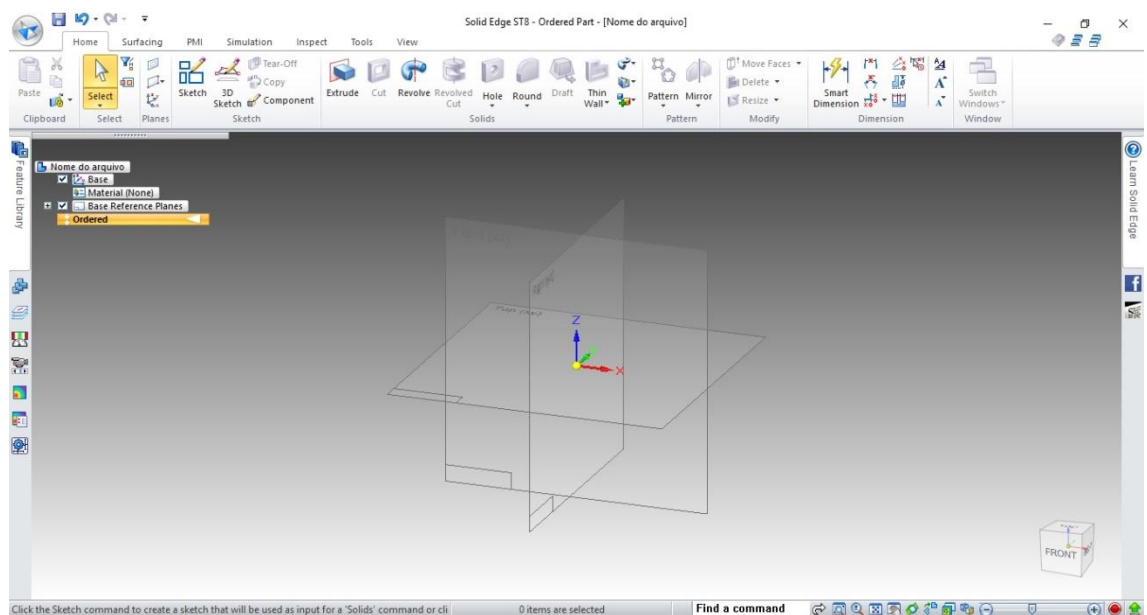 Solid Edge ST8 - Ordered Part - [Nome do arquivo]
Home Surfacing PMI Simulation Inspect Tools View
Paste
Select
Sketch
3D Sketch
Tear-Off
Copy
Component
Extrude
Cut
Revolve
Revolved Cut
Hole
Round
Draft
Thin Wall
Pattern
Mirror
Move Faces
Delete
Resize
Smart Dimension
Switch Windows
Clipboard Select Planes Sketch Solids Pattern Modify Dimension Window
Feature Library
Nome do arquivo
Base
Material (None)
Base Reference Planes
Ordered
Learn Solid Edge
Z
X
FRONT
Click the Sketch command to create a sketch that will be used as input for a 'Solids' command or cli
0 items are selected
Find a command